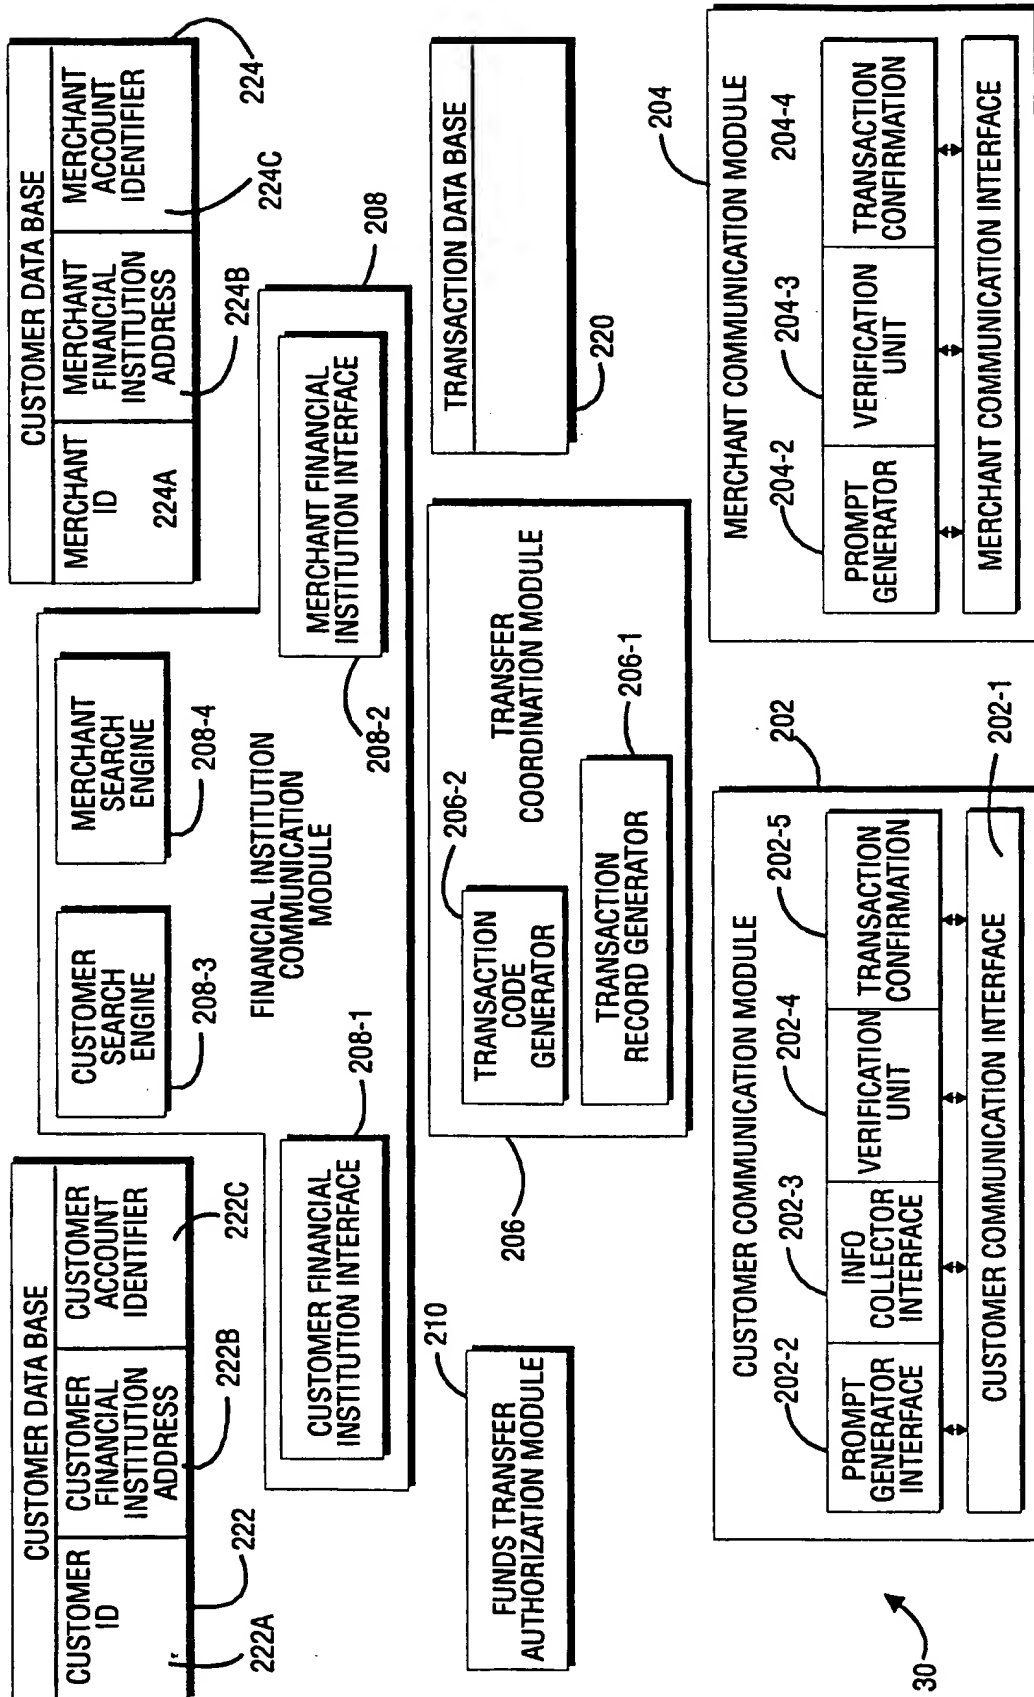 CUSTOMER DATA BASE
CUSTOMER
ID
CUSTOMER
FINANCIAL
INSTITUTION
ADDRESS
CUSTOMER
ACCOUNT
IDENTIFIER
222A
222
222B
222C
CUSTOMER DATA BASE
MERCHANT
ID
224A
MERCHANT
FINANCIAL
INSTITUTION
ADDRESS
MERCHANT
ACCOUNT
IDENTIFIER
224B
224C
224
CUSTOMER
SEARCH
ENGINE
208-3
MERCHANT
SEARCH
ENGINE
208-4
FINANCIAL INSTITUTION
COMMUNICATION
MODULE
208-1
CUSTOMER FINANCIAL
INSTITUTION INTERFACE
208-2
MERCHANT FINANCIAL
INSTITUTION INTERFACE
208
210
FUNDS TRANSFER
AUTHORIZATION MODULE
206
206-2
TRANSACTION
CODE
GENERATOR
TRANSFER
COORDINATION MODULE
206-1
TRANSACTION
RECORD GENERATOR
TRANSACTION DATA BASE
220
30
CUSTOMER COMMUNICATION MODULE
202
202-2
202-3
202-4
202-5
PROMPT
GENERATOR
INTERFACE
INFO
COLLECTOR
INTERFACE
VERIFICATION
UNIT
TRANSACTION
CONFIRMATION
CUSTOMER COMMUNICATION INTERFACE
202-1
MERCHANT COMMUNICATION MODULE
204
204-2
204-3
204-4
PROMPT
GENERATOR
VERIFICATION
UNIT
TRANSACTION
CONFIRMATION
MERCHANT COMMUNICATION INTERFACE